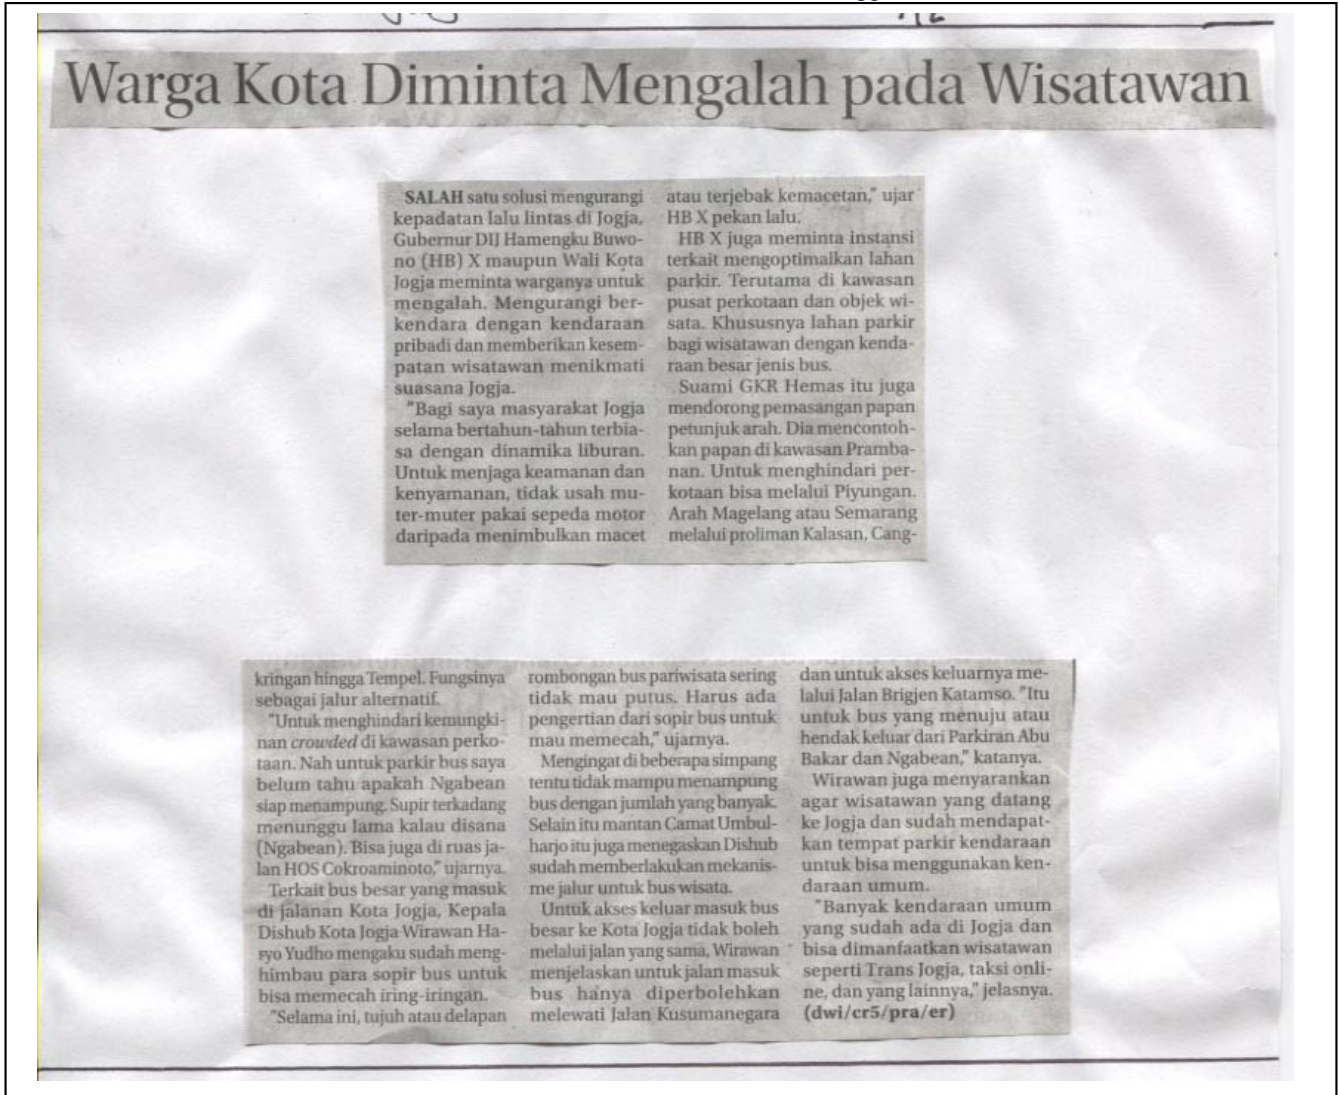 Warga Kota Diminta Mengalah pada Wisatawan
SALAH satu solusi mengurangi
kepadatan lalu lintas di Jogja,
Gubernur DIJ Hamengku Buwo-
no (HB) X maupun Wali Kota
Jogja meminta warganya untuk
mengalah. Mengurangi ber-
kendara dengan kendaraan
pribadi dan memberikan kesem-
patan wisatawan menikmati
suasana Jogja.
"Bagi saya masyarakat Jogja
selama bertahun-tahun terbia-
sa dengan dinamika liburan.
Untuk menjaga keamanan dan
kenyamanan, tidak usah mu-
ter-muter pakai sepeda motor
daripada menimbulkan macet
atau terjebak kemacetan," ujar
HB X pekan lalu.
HB X juga meminta instansi
terkait mengoptimalkan lahan
parkir. Terutama di kawasan
pusat perkotaan dan objek wi-
sata. Khususnya lahan parkir
bagi wisatawan dengan kenda-
raan besar jenis bus.
Suami GKR Hemas itu juga
mendorong pemasangan papan
petunjuk arah. Dia mencontoh-
kan papan di kawasan Pramba-
nan. Untuk menghindari per-
kotaan bisa melalui Piyungan.
Arah Magelang atau Semarang
melalui proliman Kalasan, Cang-
kringan hingga Tempel. Fungsinya
sebagai jalur alternatif.
"Untuk menghindari kemungki-
nan crowded di kawasan perko-
taan. Nah untuk parkir bus saya
belum tahu apakah Ngabean
siap menampung. Supir terkadang
menunggu lama kalau disana
(Ngabean). Bisa juga di ruas ja-
lan HOS Cokroaminoto," ujarnya.
Terkait bus besar yang masuk
di jalanan Kota Jogja, Kepala
Dishub Kota Jogja Wirawan Ha-
ryo Yudho mengaku sudah meng-
himbau para sopir bus untuk
bisa memecah iring-iringan.
"Selama ini, tujuh atau delapan
rombongan bus pariwisata sering
tidak mau putus. Harus ada
pengertian dari sopir bus untuk
mau memecah," ujarnya.
Mengingat di beberapa simpang
tentu tidak mampu menampung
bus dengan jumlah yang banyak.
Selain itu mantan Camat Umbul-
harjo itu juga menegaskan Dishub
sudah memberlakukan mekanis-
me jalur untuk bus wisata.
Untuk akses keluar masuk bus
besar ke Kota Jogja tidak boleh
melalui jalan yang sama, Wirawan
menjelaskan untuk jalan masuk
bus hanya diperbolehkan
melewati Jalan Kusumanegara
dan untuk akses keluarnya me-
lalui Jalan Brigjen Katamso. "Itu
untuk bus yang menuju atau
hendak keluar dari Parkiran Abu
Bakar dan Ngabean," katanya.
Wirawan juga menyarankan
agar wisatawan yang datang
ke Jogja dan sudah mendapat-
kan tempat parkir kendaraan
untuk bisa menggunakan ken-
daraan umum.
"Banyak kendaraan umum
yang sudah ada di Jogja dan
bisa dimanfaatkan wisatawan
seperti Trans Jogja, taksi onli-
ne, dan yang lainnya," jelasnya.
(dwi/cr5/pra/er)